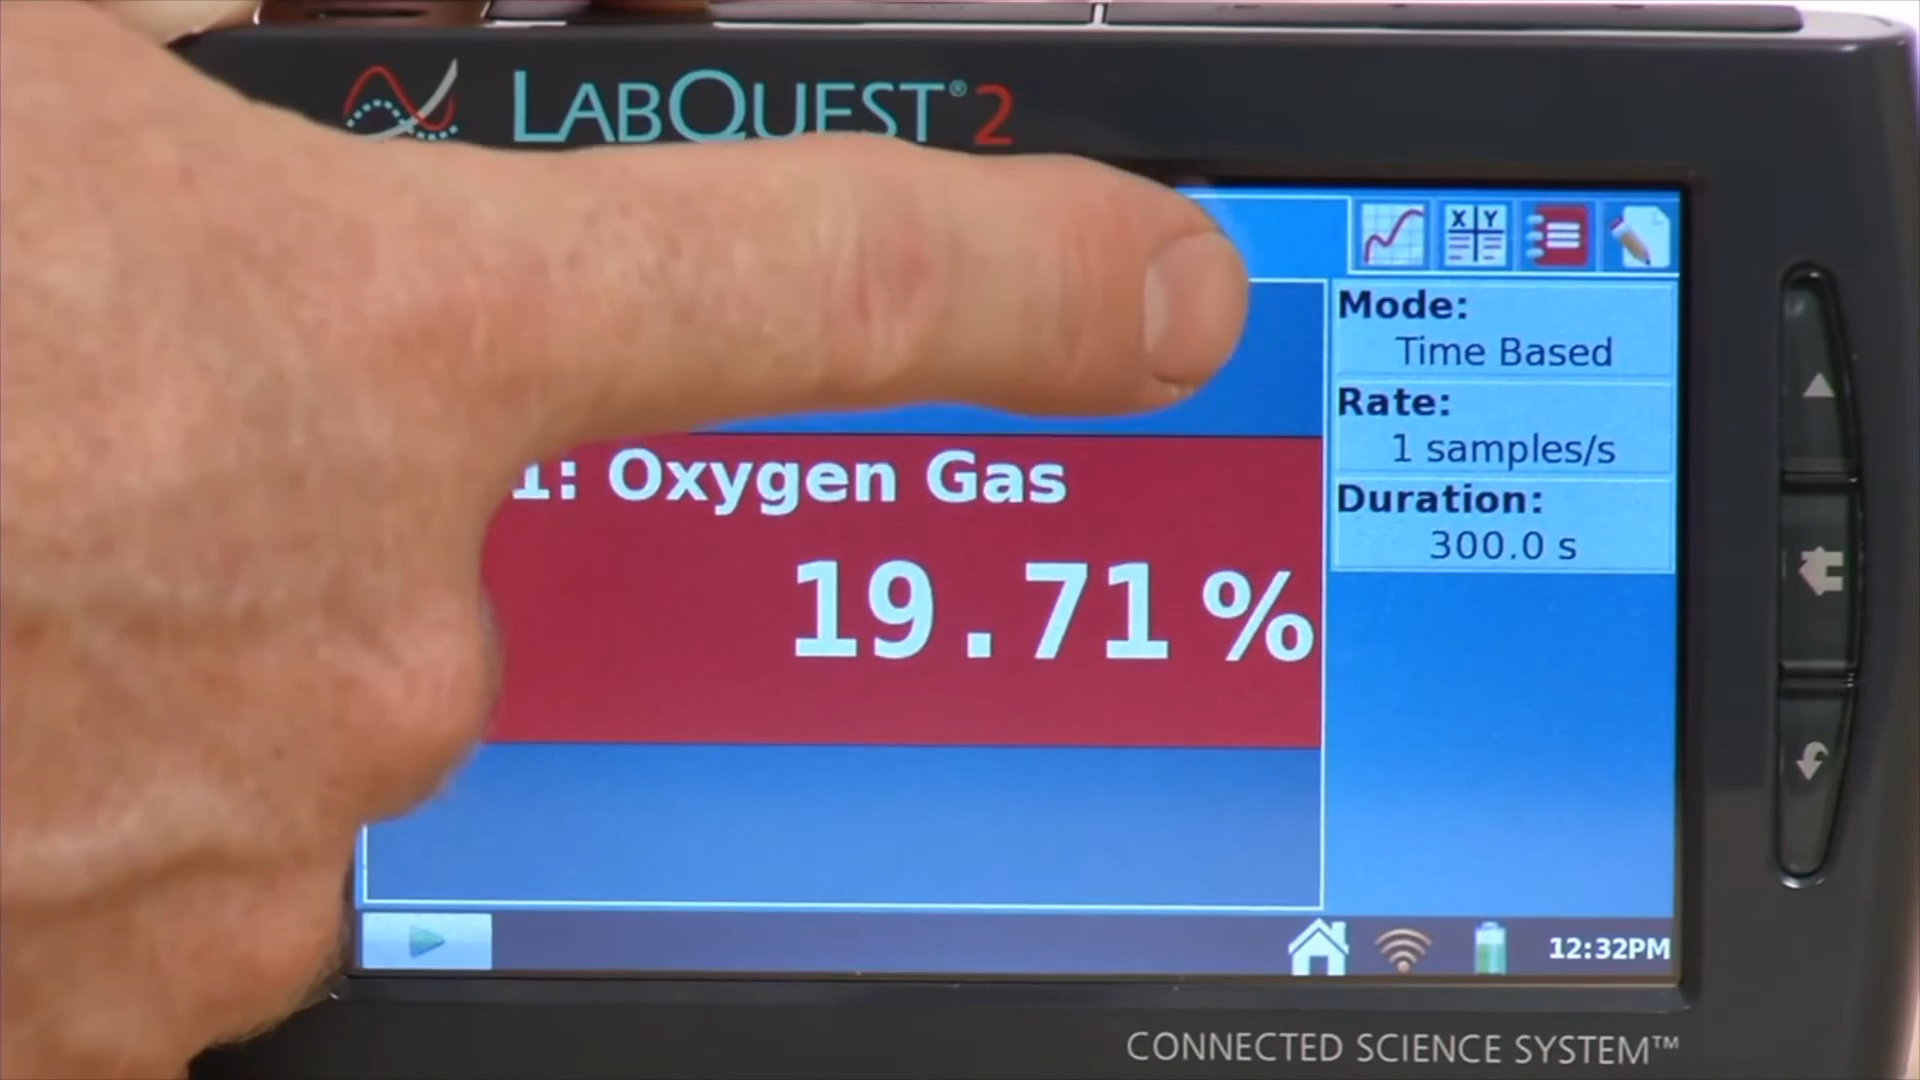 LABQUEST® 2
X Y
Mode:
Time Based
Rate:
1 samples/s
Duration:
300.0 s
1: Oxygen Gas
19.71 %
12:32PM
CONNECTED SCIENCE SYSTEM™